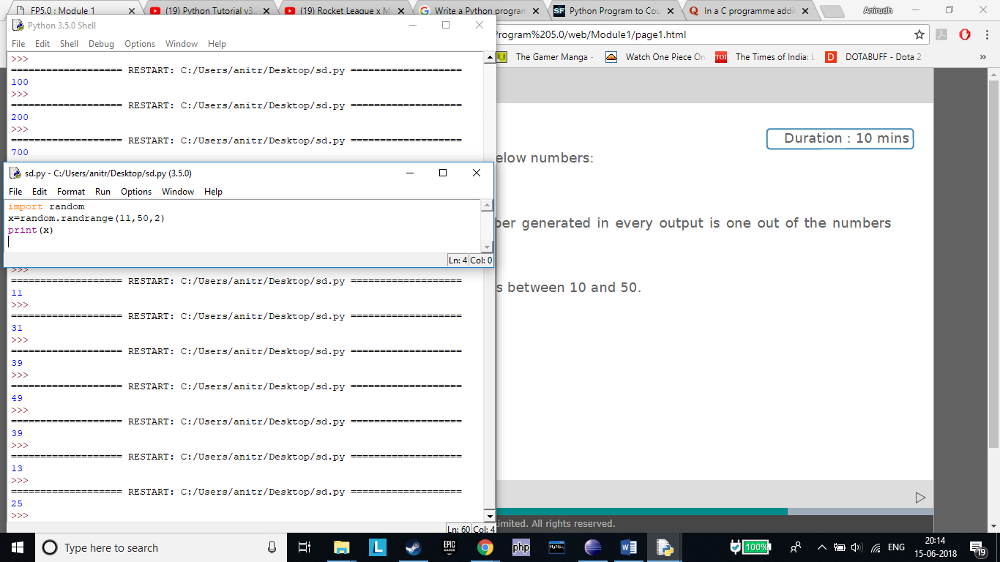 FP5.0 : Module 1
(19) Python Tutorial v3.
(19) Rocket League x M
Write a Python program
Python Program to Cou
In a C programme addi
Anirudh
Program%205.0/web/Module1/page1.html
The Gamer Manga -
Watch One Piece On
TOI
The Times of India: L
D
DOTABUFF - Dota 2
»
Python 3.5.0 Shell
File Edit Shell Debug Options Window Help
>>>
=================== RESTART: C:/Users/anitr/Desktop/sd.py ===================
100
>>>
=================== RESTART: C:/Users/anitr/Desktop/sd.py ===================
200
>>>
=================== RESTART: C:/Users/anitr/Desktop/sd.py ===================
700
sd.py - C:/Users/anitr/Desktop/sd.py (3.5.0)
File Edit Format Run Options Window Help
import random
x=random.randrange(11,50,2)
print(x)
Ln: 4 Col: 0
>>>
=================== RESTART: C:/Users/anitr/Desktop/sd.py ===================
11
>>>
=================== RESTART: C:/Users/anitr/Desktop/sd.py ===================
31
>>>
=================== RESTART: C:/Users/anitr/Desktop/sd.py ===================
39
>>>
=================== RESTART: C:/Users/anitr/Desktop/sd.py ===================
49
>>>
=================== RESTART: C:/Users/anitr/Desktop/sd.py ===================
39
>>>
=================== RESTART: C:/Users/anitr/Desktop/sd.py ===================
13
>>>
=================== RESTART: C:/Users/anitr/Desktop/sd.py ===================
25
>>>
Ln: 60 Col: 4
Duration : 10 mins
elow numbers:
ber generated in every output is one out of the numbers
s between 10 and 50.
imited. All rights reserved.
Type here to search
L
EPIC GAMES
php
MySQL
W
100%
ENG
20:14
15-06-2018
19